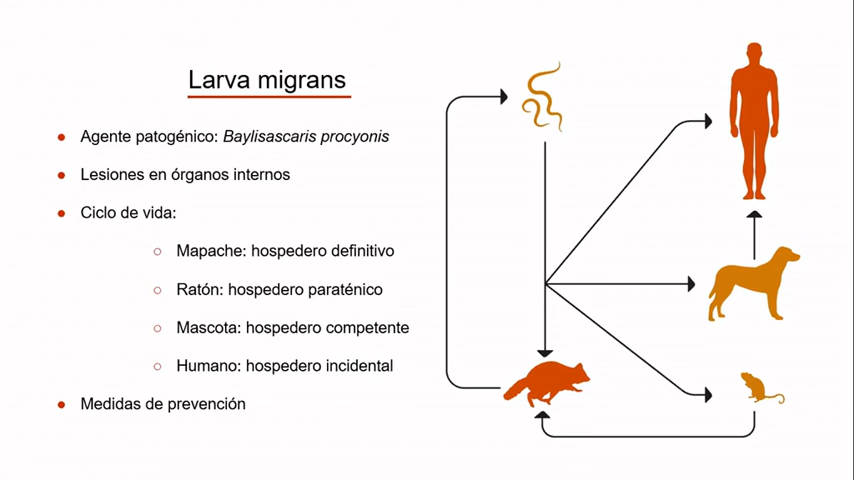 Larva migrans
Agente patogénico: Baylisascaris procyonis
Lesiones en órganos internos
Ciclo de vida:
Mapache: hospedero definitivo
Ratón: hospedero paraténico
Mascota: hospedero competente
Humano: hospedero incidental
Medidas de prevención